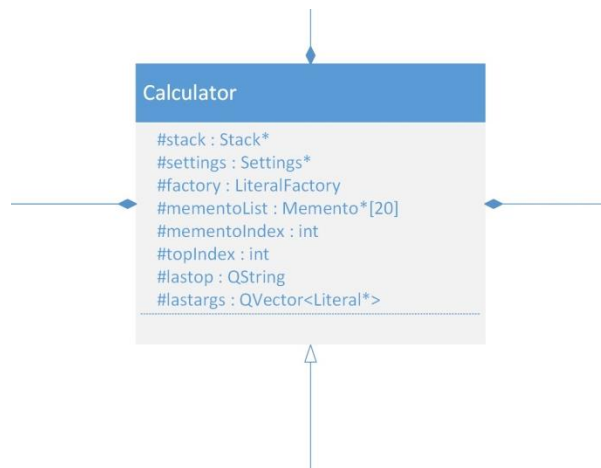 Calculator
#stack : Stack*
#settings : Settings*
#factory : LiteralFactory
#mementoList : Memento*[20]
#mementoIndex : int
#topIndex : int
#lastop : QString
#lastargs : QVector<Literal*>